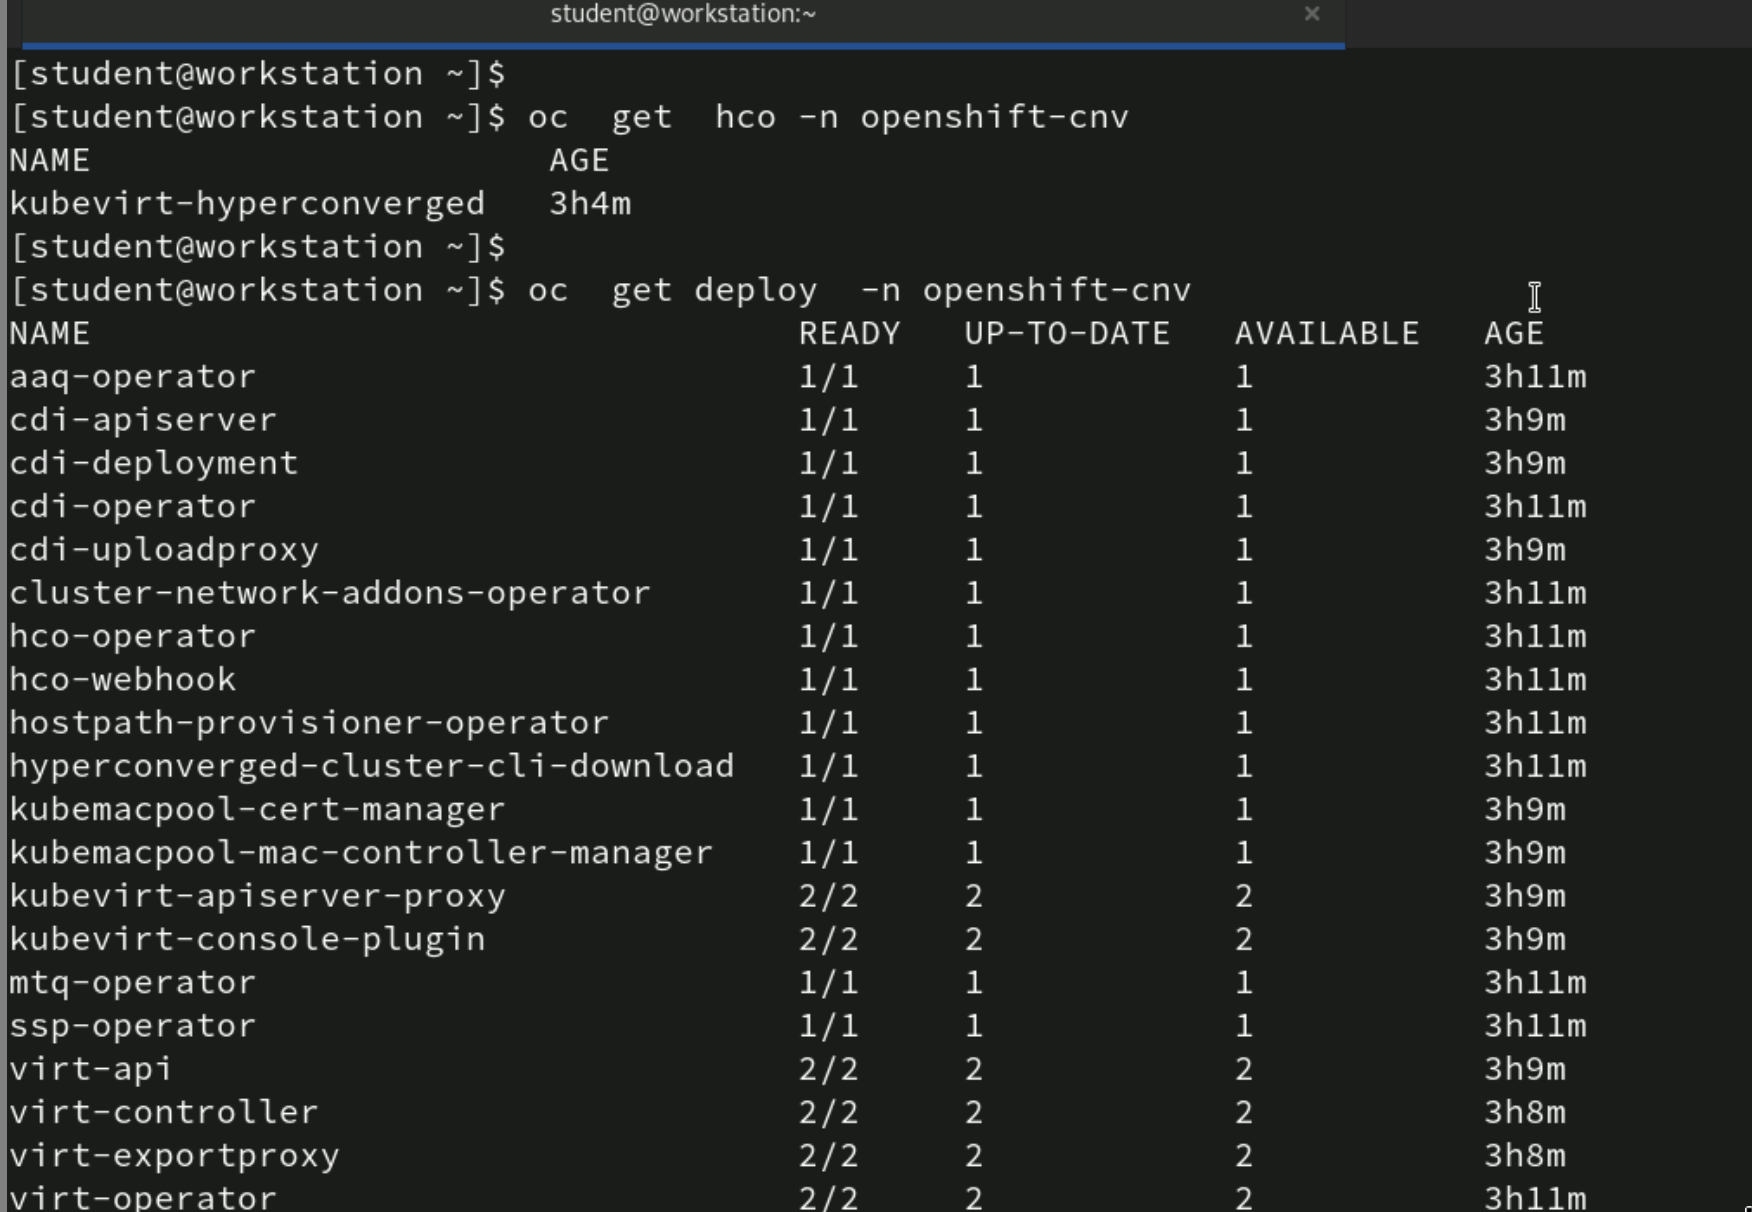 student@workstation:~ ×
[student@workstation ~]$
[student@workstation ~]$ oc  get  hco -n openshift-cnv
NAME                      AGE
kubevirt-hyperconverged   3h4m
[student@workstation ~]$
[student@workstation ~]$ oc  get deploy  -n openshift-cnv
NAME                                  READY   UP-TO-DATE   AVAILABLE   AGE
aaq-operator                          1/1     1            1           3h11m
cdi-apiserver                         1/1     1            1           3h9m
cdi-deployment                        1/1     1            1           3h9m
cdi-operator                          1/1     1            1           3h11m
cdi-uploadproxy                       1/1     1            1           3h9m
cluster-network-addons-operator       1/1     1            1           3h11m
hco-operator                          1/1     1            1           3h11m
hco-webhook                           1/1     1            1           3h11m
hostpath-provisioner-operator         1/1     1            1           3h11m
hyperconverged-cluster-cli-download   1/1     1            1           3h11m
kubemacpool-cert-manager              1/1     1            1           3h9m
kubemacpool-mac-controller-manager    1/1     1            1           3h9m
kubevirt-apiserver-proxy              2/2     2            2           3h9m
kubevirt-console-plugin               2/2     2            2           3h9m
mtq-operator                          1/1     1            1           3h11m
ssp-operator                          1/1     1            1           3h11m
virt-api                              2/2     2            2           3h9m
virt-controller                       2/2     2            2           3h8m
virt-exportproxy                      2/2     2            2           3h8m
virt-operator                         2/2     2            2           3h11m